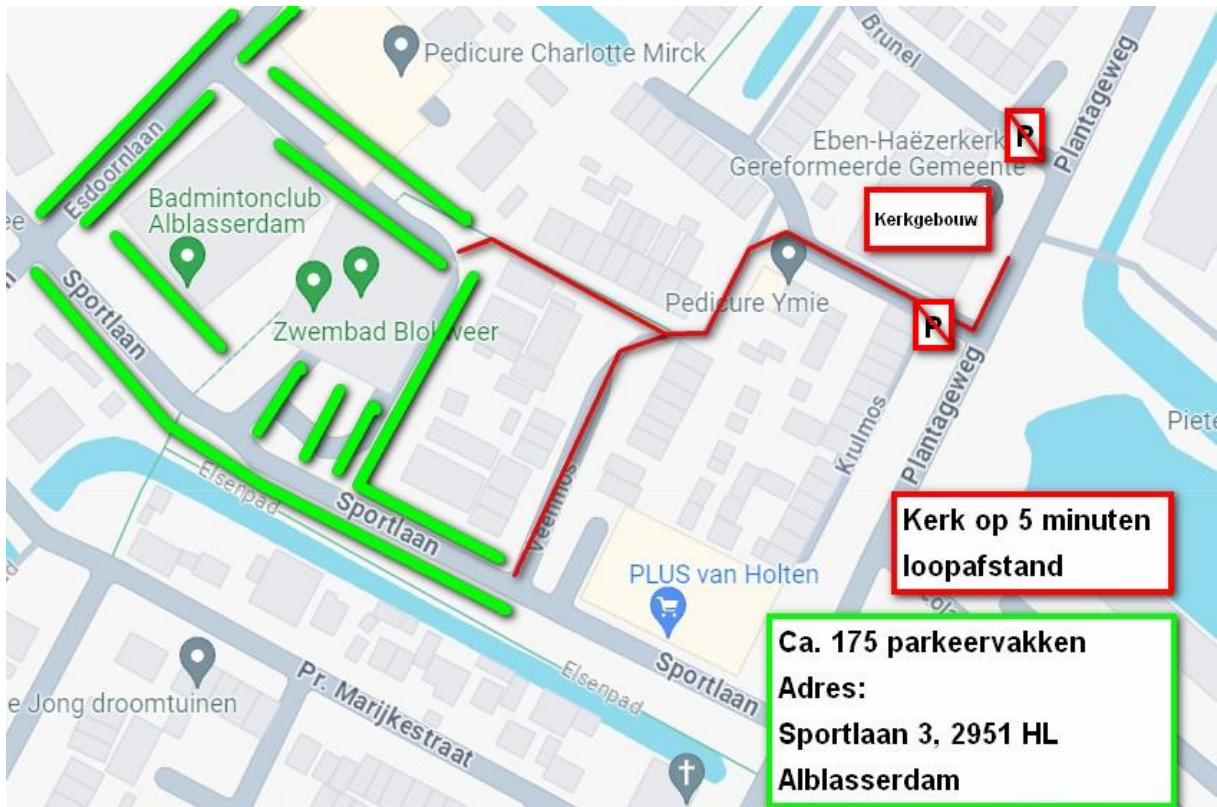 Pedicure Charlotte Mirck
Brunel
Plantageweg
P
Eben-Haëzerkerk
Gereformeerde Gemeente
Kerkgebouw
Esdoornlaan
Badmintonclub
Alblasserdam
Sportlaan
Zwembad Blokweer
Pedicure Ymie
P
Plantageweg
Kruimos
Piete
Elsenpad
Sportlaan
Veenmos
Kerk op 5 minuten
loopafstand
PLUS van Holten
Elsenpad
Sportlaan
Pr. Marijkestraat
e Jong droomtuinen
Ca. 175 parkeervakken
Adres:
Sportlaan 3, 2951 HL
Alblasserdam